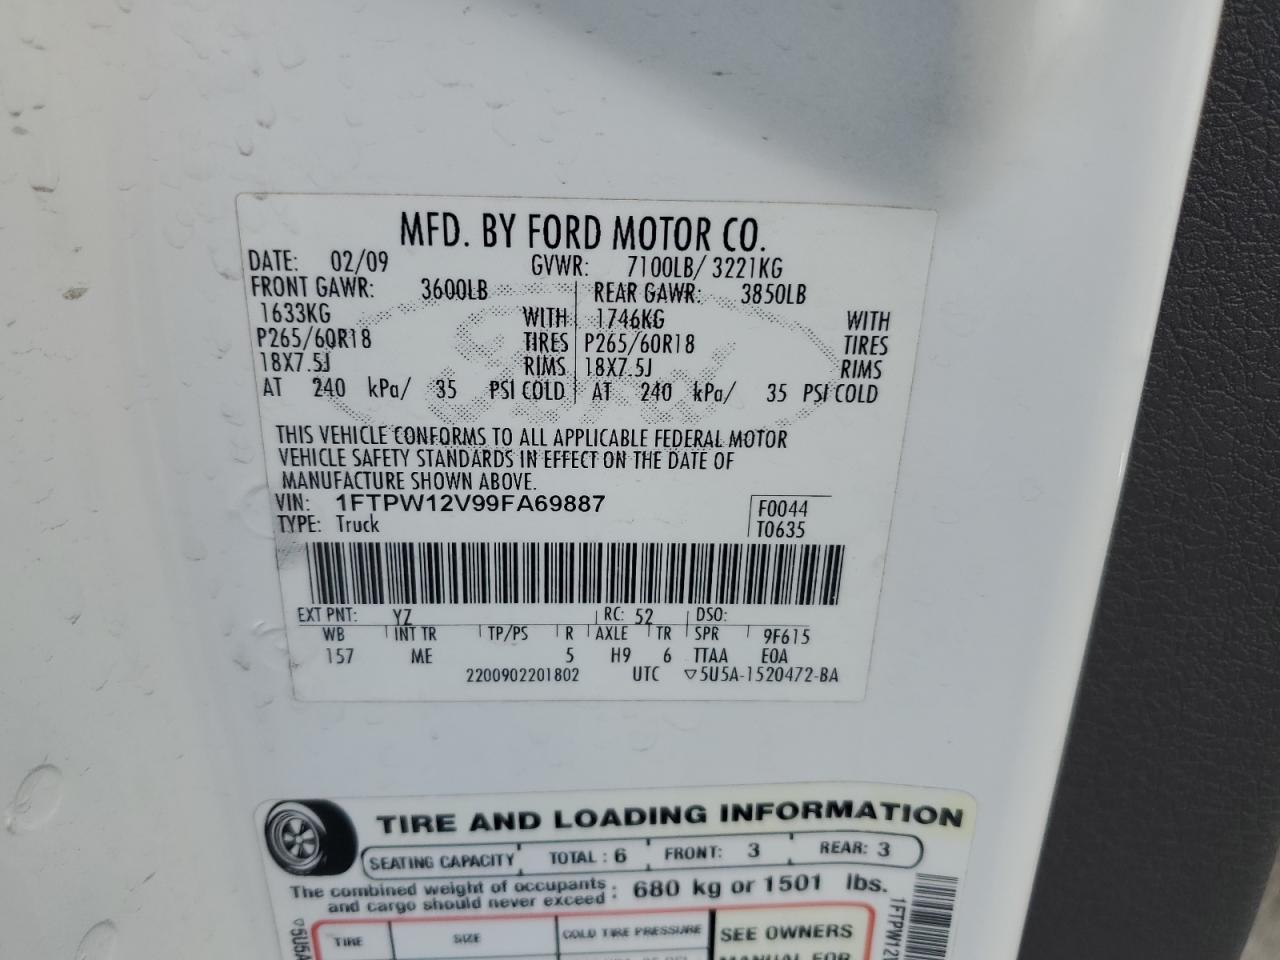 MFD. BY FORD MOTOR CO.
DATE: 02/09 GVWR: 7100LB/ 3221KG
FRONT GAWR: 3600LB REAR GAWR: 3850LB
1633KG WITH 1746KG WITH
P265/60R18 TIRES P265/60R18 TIRES
18X7.5J RIMS 18X7.5J RIMS
AT 240 kPa/ 35 PSI COLD AT 240 kPa/ 35 PSI COLD
THIS VEHICLE CONFORMS TO ALL APPLICABLE FEDERAL MOTOR
VEHICLE SAFETY STANDARDS IN EFFECT ON THE DATE OF
MANUFACTURE SHOWN ABOVE.
VIN: 1FTPW12V99FA69887 F0044
TYPE: Truck T0635
EXT PNT: YZ RC: 52 DSO:
WB INT TR TP/PS R AXLE TR SPR 9F615
157 ME 5 H9 6 TTAA E0A
2200902201802 UTC ▽5U5A-1520472-BA
TIRE AND LOADING INFORMATION
SEATING CAPACITY TOTAL : 6 FRONT: 3 REAR: 3
The combined weight of occupants and cargo should never exceed : 680 kg or 1501 lbs.
TIRE SIZE COLD TIRE PRESSURE SEE OWNERS
MANUAL FOR
▽5U5A
1FTPW12V